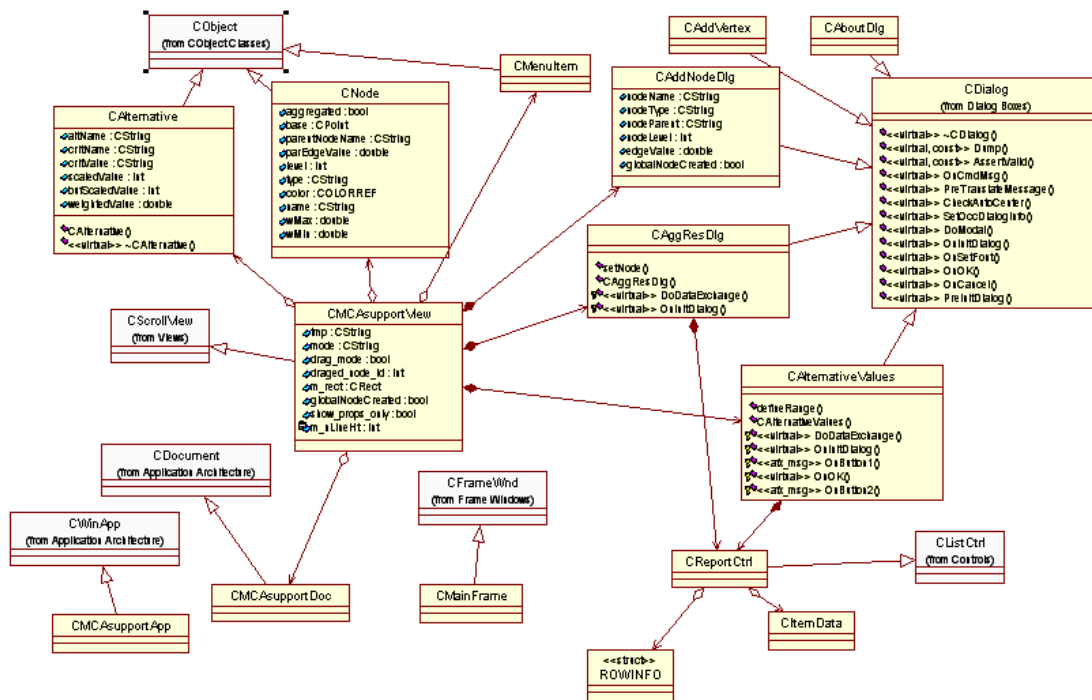 CObject
(from CObjectClasses)
CMenuItem
CAddVertex
CAboutDlg
CAlternative
altName : CString
critName : CString
critValue : CString
scaledValue : int
butScaledValue : int
weightedValue : double
CAlternative()
<<virtual>> ~CAlternative()
CNode
aggregated : bool
base : CPoint
parentNodeName : CString
parEdgeValue : double
level : int
type : CString
color : COLORREF
name : CString
wMax : double
wMin : double
CAddNodeDlg
nodeName : CString
nodeType : CString
nodeParent : CString
nodeLevel : int
edgeValue : double
globalNodeCreated : bool
CDialog
(from Dialog Boxes)
<<virtual>> ~CDialog()
<<virtual, const>> Dump()
<<virtual, const>> AssertValid()
<<virtual>> OnCmdMsg()
<<virtual>> PreTranslateMessage()
<<virtual>> CheckAutoCenter()
<<virtual>> SetOccDialogInfo()
<<virtual>> DoModal()
<<virtual>> OnInitDialog()
<<virtual>> OnSetFont()
<<virtual>> OnOK()
<<virtual>> OnCancel()
<<virtual>> PreInitDialog()
CAggResDlg
setNode()
CAggResDlg()
<<virtual>> DoDataExchange()
<<virtual>> OnInitDialog()
CScrollView
(from Views)
CMCAsupportView
tmp : CString
mode : CString
drag_mode : bool
draged_node_id : int
m_rect : CRect
globalNodeCreated : bool
show_props_only : bool
m_nLineHt : int
CAlternativeValues
defineRange()
CAlternativeValues()
<<virtual>> DoDataExchange()
<<virtual>> OnInitDialog()
<<afx_msg>> OnButton1()
<<virtual>> OnOK()
<<afx_msg>> OnButton2()
CDocument
(from Application Architecture)
CFrameWnd
(from Frame Windows)
CWinApp
(from Application Architecture)
CListCtrl
(from Controls)
CReportCtrl
CMCAsupportDoc
CMainFrame
CMCAsupportApp
CItemData
<<struct>>
ROWINFO